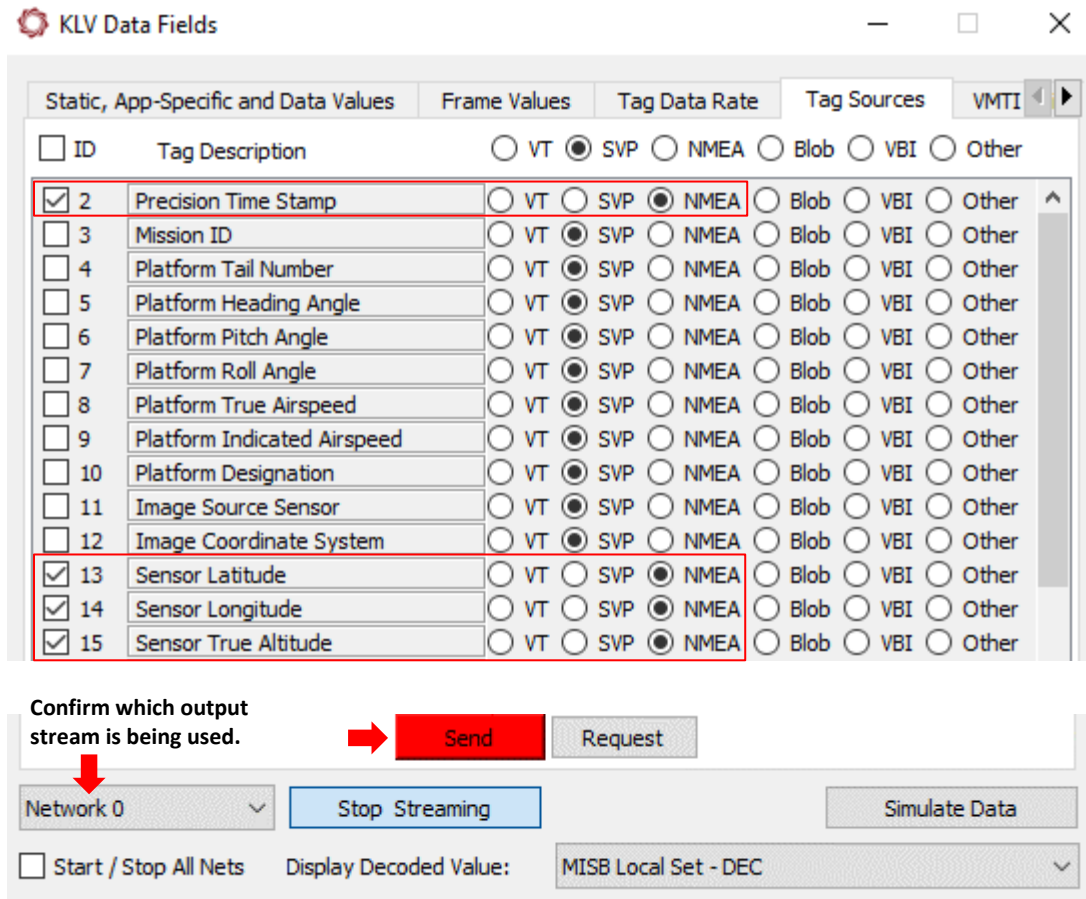 KLV Data Fields
Static, App-Specific and Data Values Frame Values Tag Data Rate Tag Sources VMTI
ID Tag Description VT SVP NMEA Blob VBI Other
2 Precision Time Stamp VT SVP NMEA Blob VBI Other
3 Mission ID VT SVP NMEA Blob VBI Other
4 Platform Tail Number VT SVP NMEA Blob VBI Other
5 Platform Heading Angle VT SVP NMEA Blob VBI Other
6 Platform Pitch Angle VT SVP NMEA Blob VBI Other
7 Platform Roll Angle VT SVP NMEA Blob VBI Other
8 Platform True Airspeed VT SVP NMEA Blob VBI Other
9 Platform Indicated Airspeed VT SVP NMEA Blob VBI Other
10 Platform Designation VT SVP NMEA Blob VBI Other
11 Image Source Sensor VT SVP NMEA Blob VBI Other
12 Image Coordinate System VT SVP NMEA Blob VBI Other
13 Sensor Latitude VT SVP NMEA Blob VBI Other
14 Sensor Longitude VT SVP NMEA Blob VBI Other
15 Sensor True Altitude VT SVP NMEA Blob VBI Other
Confirm which output
stream is being used.
Send Request
Network 0 Stop Streaming Simulate Data
Start / Stop All Nets Display Decoded Value: MISB Local Set - DEC